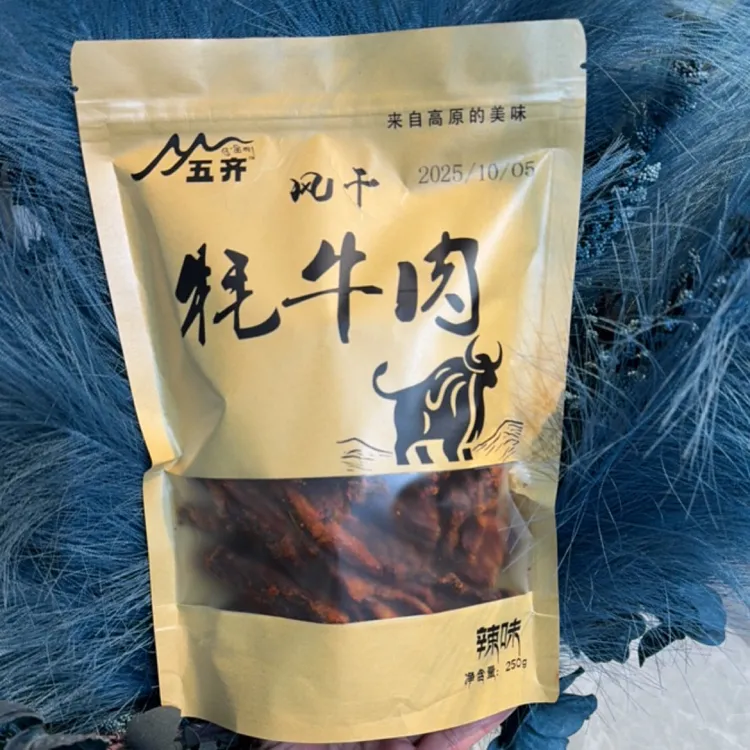 来自高原的美味
五齐
风干
2025/10/05
牦牛肉
辣味
净含量：250g